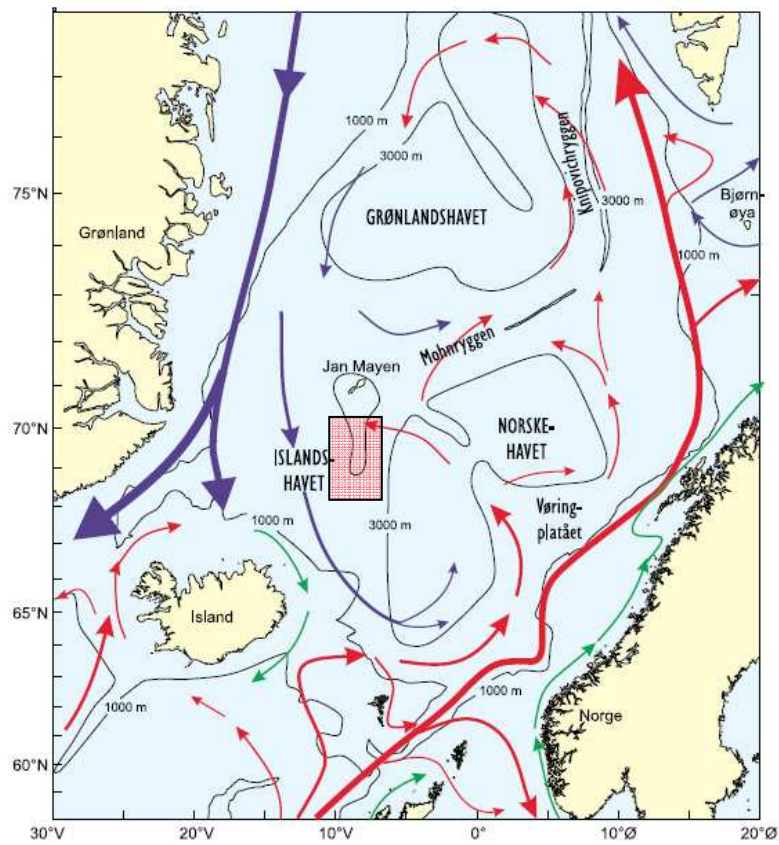 1000 m
3000 m
Knipovichryggen
75°N
GRØNLANDSHAVET
3000 m
Bjørn-
øya
Grønland
1000 m
Mohnryggen
Jan Mayen
70°N
NORSKE-
HAVET
ISLANDS-
HAVET
Vøring-
platået
1000 m
3000 m
65°N
Island
1000 m
1000 m
Norge
60°N
30°V
20°V
10°V
0°
10°Ø
20°Ø